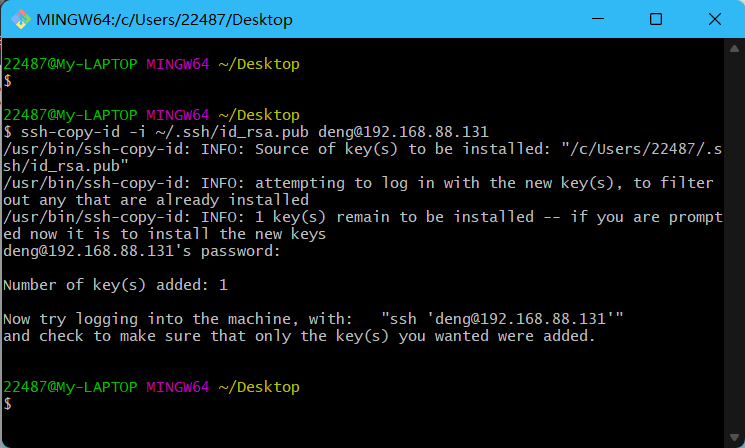 MINGW64:/c/Users/22487/Desktop
22487@My-LAPTOP MINGW64 ~/Desktop
$
22487@My-LAPTOP MINGW64 ~/Desktop
$ ssh-copy-id -i ~/.ssh/id_rsa.pub deng@192.168.88.131
/usr/bin/ssh-copy-id: INFO: Source of key(s) to be installed: "/c/Users/22487/.s
sh/id_rsa.pub"
/usr/bin/ssh-copy-id: INFO: attempting to log in with the new key(s), to filter
out any that are already installed
/usr/bin/ssh-copy-id: INFO: 1 key(s) remain to be installed -- if you are prompt
ed now it is to install the new keys
deng@192.168.88.131's password:
Number of key(s) added: 1
Now try logging into the machine, with:   "ssh 'deng@192.168.88.131'"
and check to make sure that only the key(s) you wanted were added.
22487@My-LAPTOP MINGW64 ~/Desktop
$